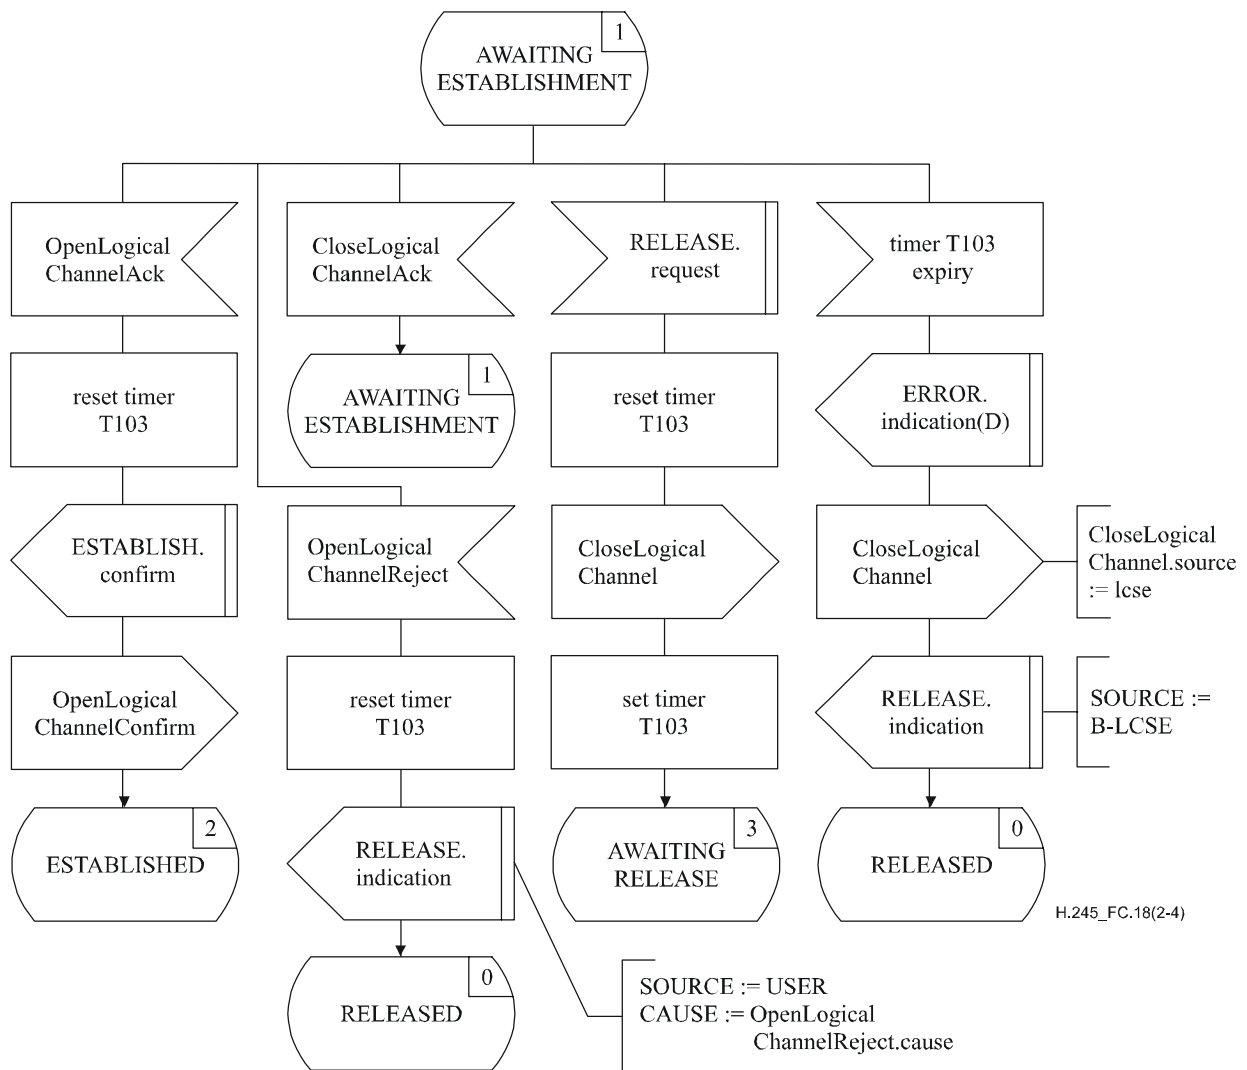 1
AWAITING
ESTABLISHMENT
OpenLogical
ChannelAck
CloseLogical
ChannelAck
RELEASE.
request
timer T103
expiry
reset timer
T103
1
AWAITING
ESTABLISHMENT
reset timer
T103
ERROR.
indication(D)
ESTABLISH.
confirm
OpenLogical
ChannelReject
CloseLogical
Channel
CloseLogical
Channel
CloseLogical
Channel.source
:= lcse
OpenLogical
ChannelConfirm
reset timer
T103
set timer
T103
RELEASE.
indication
SOURCE :=
B-LCSE
2
ESTABLISHED
RELEASE.
indication
3
AWAITING
RELEASE
0
RELEASED
H.245_FC.18(2-4)
0
RELEASED
SOURCE := USER
CAUSE := OpenLogical
ChannelReject.cause